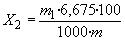 X₂ = m₁·6,675·100 / 1000·m